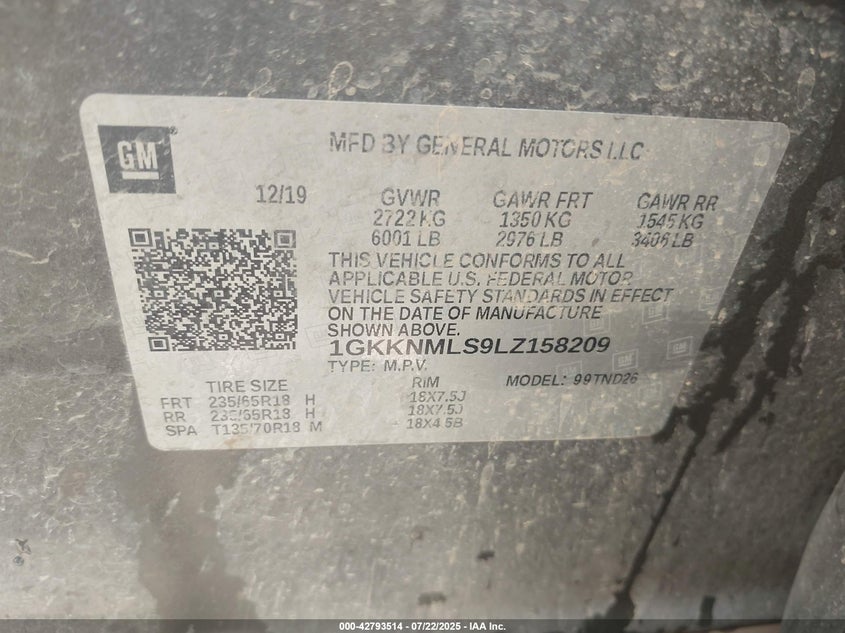 GM
MFD BY GENERAL MOTORS LLC
12/19
GVWR GAWR FRT GAWR RR
2722 KG 1350 KG 1545 KG
6001 LB 2976 LB 3406 LB
THIS VEHICLE CONFORMS TO ALL
APPLICABLE U.S. FEDERAL MOTOR
VEHICLE SAFETY STANDARDS IN EFFECT
ON THE DATE OF MANUFACTURE
SHOWN ABOVE.
1GKKNMLS9LZ158209
TYPE: M.P.V. MODEL: 99TND26
TIRE SIZE RIM
FRT 235/65R18 H 18X7.5J
RR 235/65R18 H 18X7.5J
SPA T135/70R18 M 18X4.5B
000-42793514 - 07/22/2025 - IAA Inc.